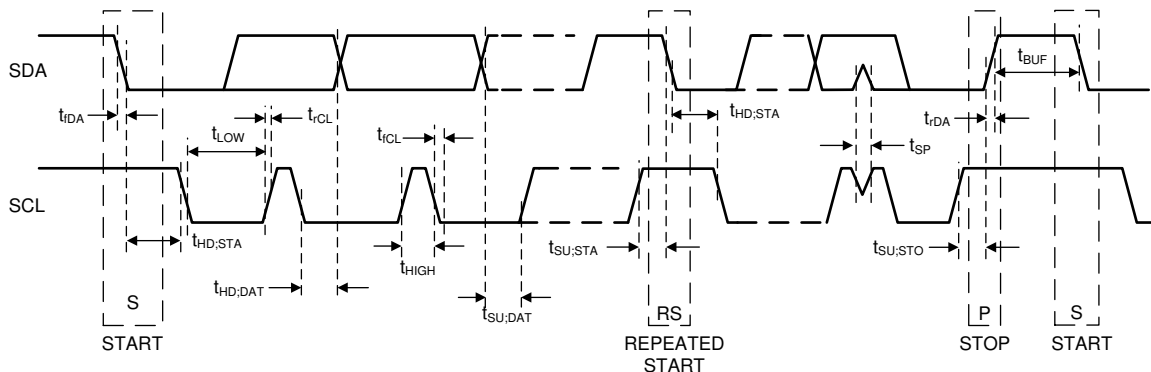 SDA
t_fDA
t_LOW
t_rCL
t_fCL
t_HD;STA
t_SP
t_rDA
t_BUF
SCL
t_HD;STA
t_HD;DAT
t_HIGH
t_SU;DAT
t_SU;STA
t_SU;STO
S
RS
P
S
START
REPEATED
START
STOP
START